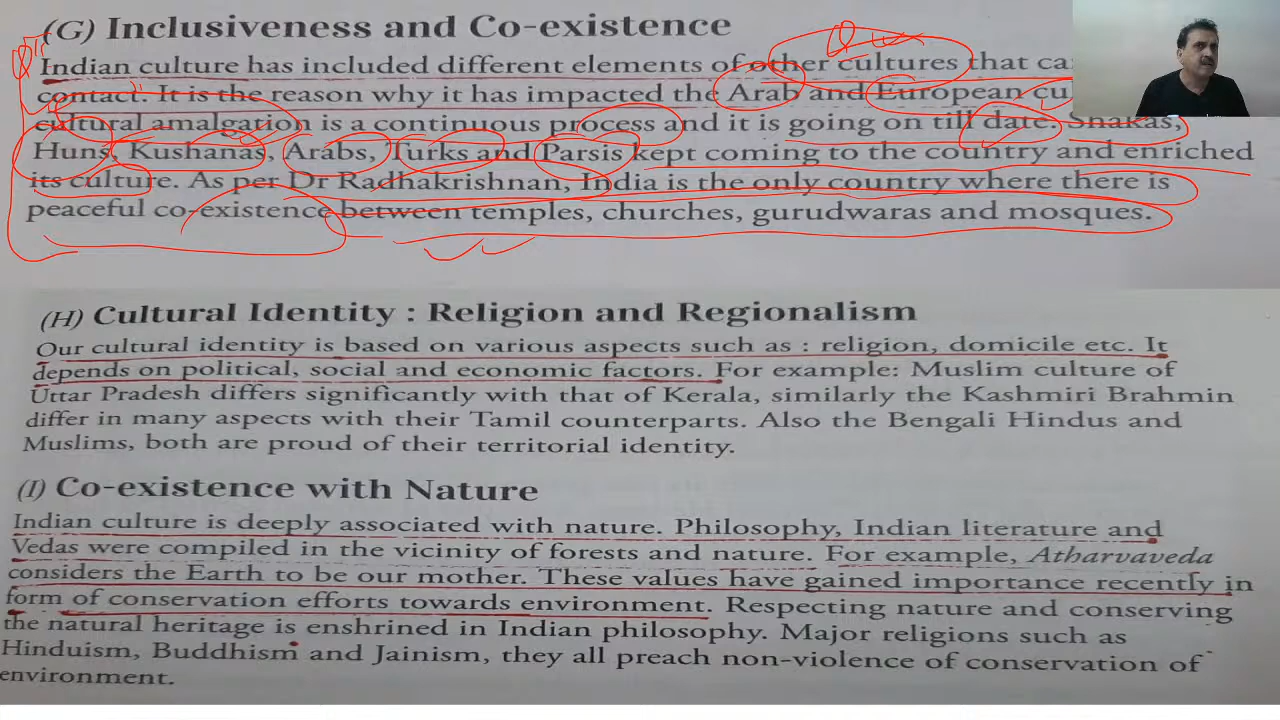 (G) Inclusiveness and Co-existence
Indian culture has included different elements of other cultures that
contact. It is the reason why it has impacted the Arab and European
cultural amalgation is a continuous process and it is going on till date. Shakas,
Huns, Kushanas, Arabs, Turks and Parsis kept coming to the country and enriched
its culture. As per Dr Radhakrishnan, India is the only country where there is
peaceful co-existence between temples, churches, gurudwaras and mosques.
(H) Cultural Identity : Religion and Regionalism
Our cultural identity is based on various aspects such as : religion, domicile etc. It
depends on political, social and economic factors. For example: Muslim culture of
Uttar Pradesh differs significantly with that of Kerala, similarly the Kashmiri Brahmin
differ in many aspects with their Tamil counterparts. Also the Bengali Hindus and
Muslims, both are proud of their territorial identity.
(I) Co-existence with Nature
Indian culture is deeply associated with nature. Philosophy, Indian literature and
Vedas were compiled in the vicinity of forests and nature. For example, Atharvaveda
considers the Earth to be our mother. These values have gained importance recently in
form of conservation efforts towards environment. Respecting nature and conserving
the natural heritage is enshrined in Indian philosophy. Major religions such as
Hinduism, Buddhism and Jainism, they all preach non-violence of conservation of
environment.